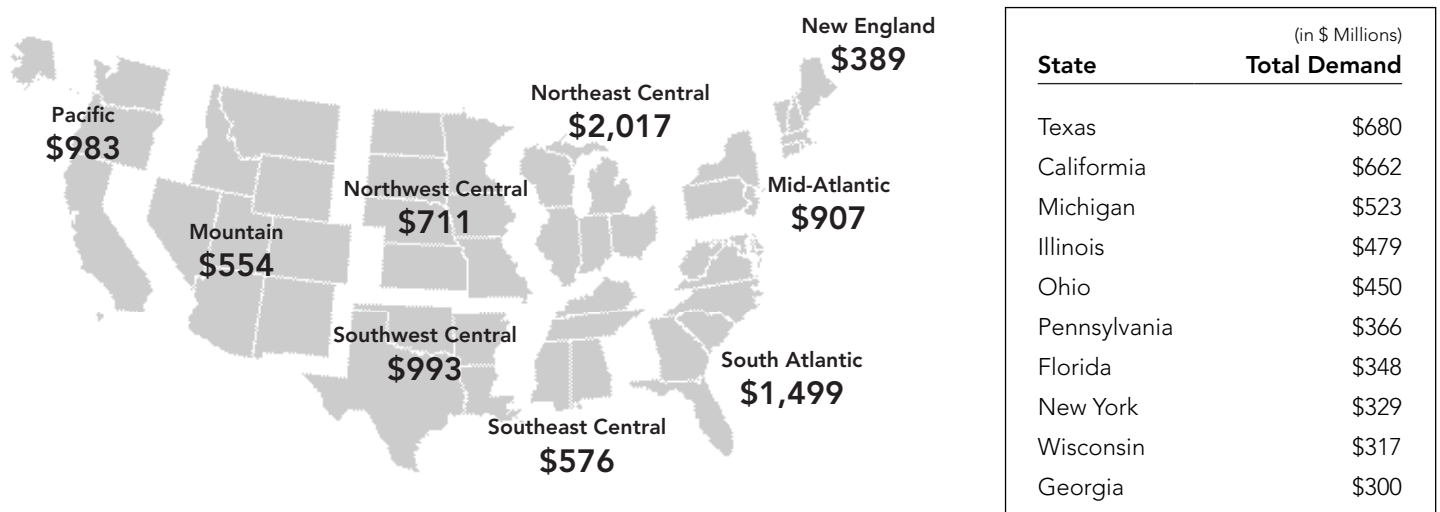 New England
$389
Northeast Central
$2,017
Pacific
$983
Northwest Central
$711
Mid-Atlantic
$907
Mountain
$554
Southwest Central
$993
South Atlantic
$1,499
Southeast Central
$576
(in $ Millions)
State Total Demand
Texas $680
Califormia $662
Michigan $523
Illinois $479
Ohio $450
Pennsylvania $366
Florida $348
New York $329
Wisconsin $317
Georgia $300